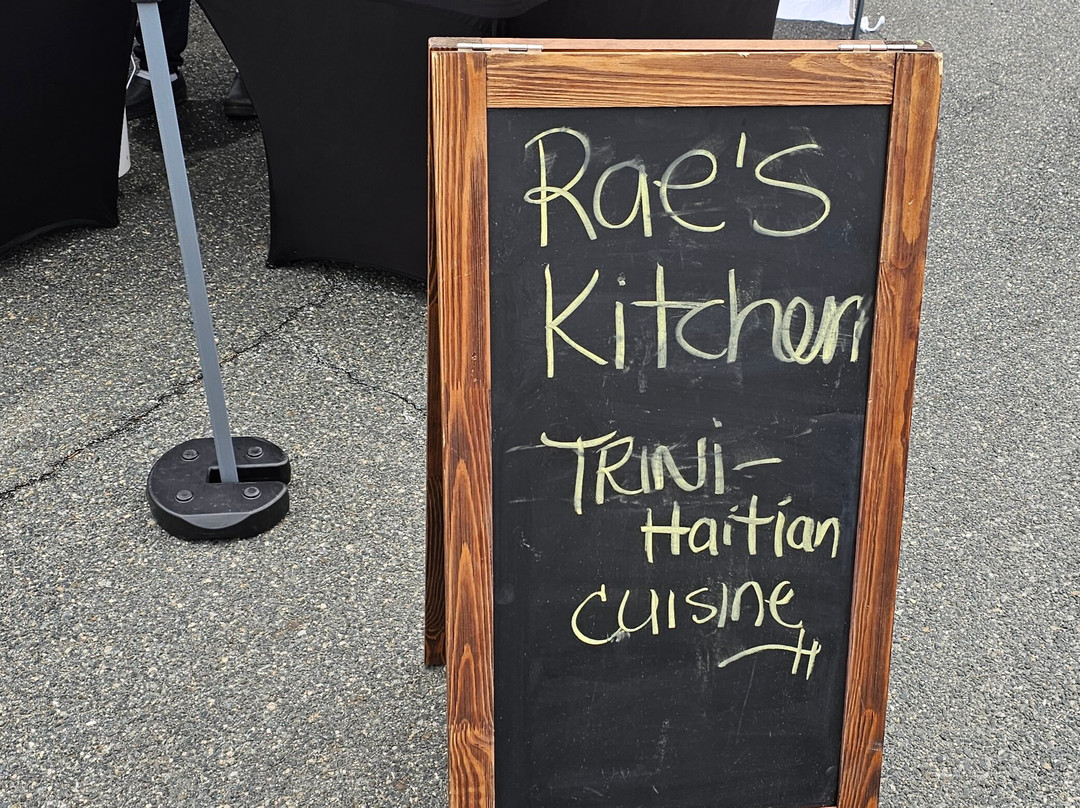 Rae's
Kitchen
TRINi-
Haitian
CUISINe